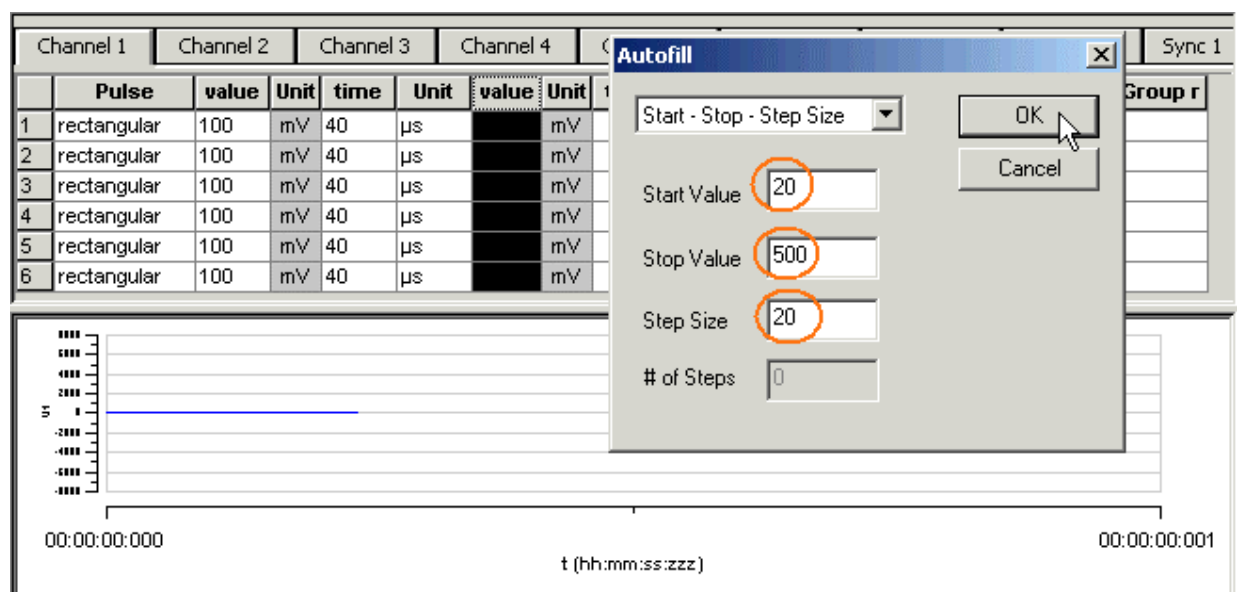 Channel 1 Channel 2 Channel 3 Channel 4 Sync 1
Pulse value Unit time Unit value Unit Group r
1 rectangular 100 mV 40 µs mV
2 rectangular 100 mV 40 µs mV
3 rectangular 100 mV 40 µs mV
4 rectangular 100 mV 40 µs mV
5 rectangular 100 mV 40 µs mV
6 rectangular 100 mV 40 µs mV
Autofill
Start - Stop - Step Size
OK
Cancel
Start Value 20
Stop Value 500
Step Size 20
# of Steps 0
00:00:00:000
00:00:00:001
t (hh:mm:ss:zzz)